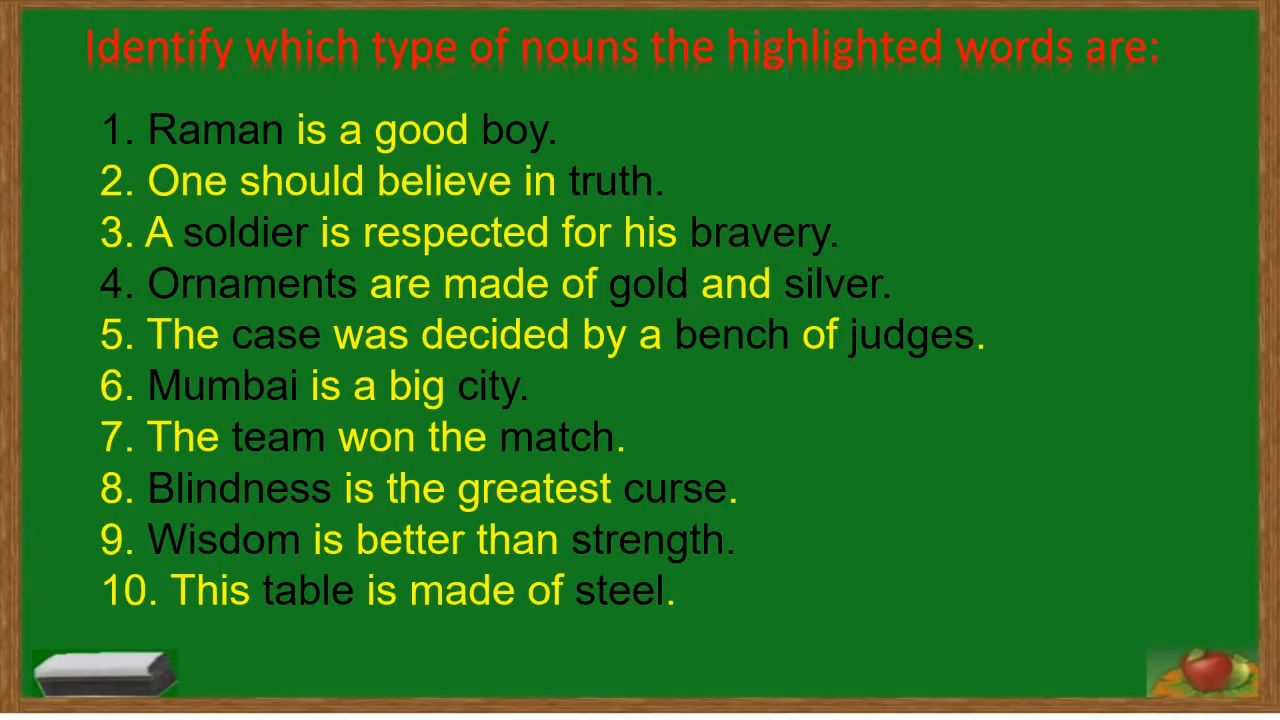 Identify which type of nouns the highlighted words are:
1. Raman is a good boy.
2. One should believe in truth.
3. A soldier is respected for his bravery.
4. Ornaments are made of gold and silver.
5. The case was decided by a bench of judges.
6. Mumbai is a big city.
7. The team won the match.
8. Blindness is the greatest curse.
9. Wisdom is better than strength.
10. This table is made of steel.